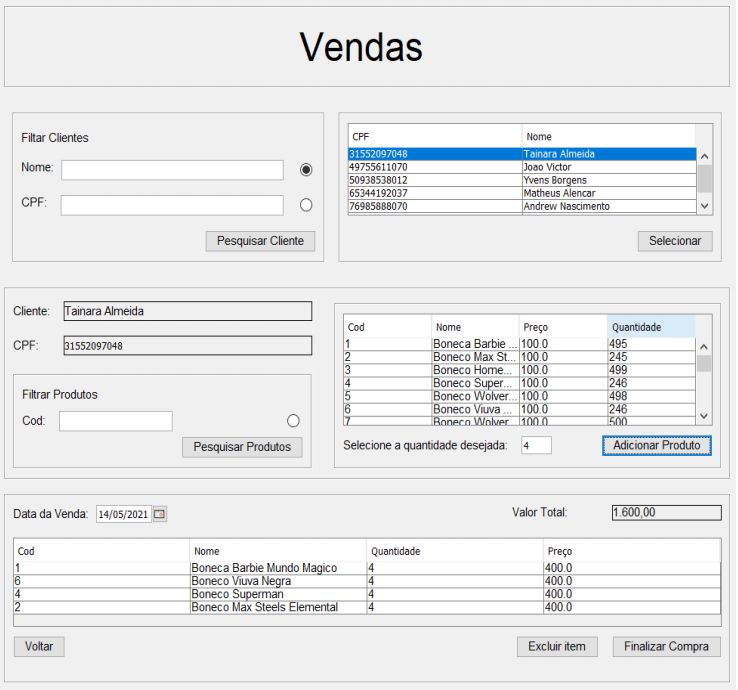 Vendas
Filtar Clientes
Nome:
CPF:
Pesquisar Cliente
CPF Nome
31552097048 Tainara Almeida
49755611070 Joao Victor
50938538012 Yvens Borgens
65344192037 Matheus Alencar
76985888070 Andrew Nascimento
Selecionar
Cliente: Tainara Almeida
CPF: 31552097048
Filtrar Produtos
Cod:
Pesquisar Produtos
Cod Nome Preço Quantidade
1 Boneca Barbie ... 100.0 495
2 Boneco Max St... 100.0 245
3 Boneco Home... 100.0 499
4 Boneco Super... 100.0 246
5 Boneco Wolver... 100.0 498
6 Boneco Viuva ... 100.0 246
7 Boneco Wolver... 100.0 500
Selecione a quantidade desejada: 4
Adicionar Produto
Data da Venda: 14/05/2021
Valor Total: 1.600,00
Cod Nome Quantidade Preço
1 Boneca Barbie Mundo Magico 4 400.0
6 Boneco Viuva Negra 4 400.0
4 Boneco Superman 4 400.0
2 Boneco Max Steels Elemental 4 400.0
Voltar
Excluir item
Finalizar Compra